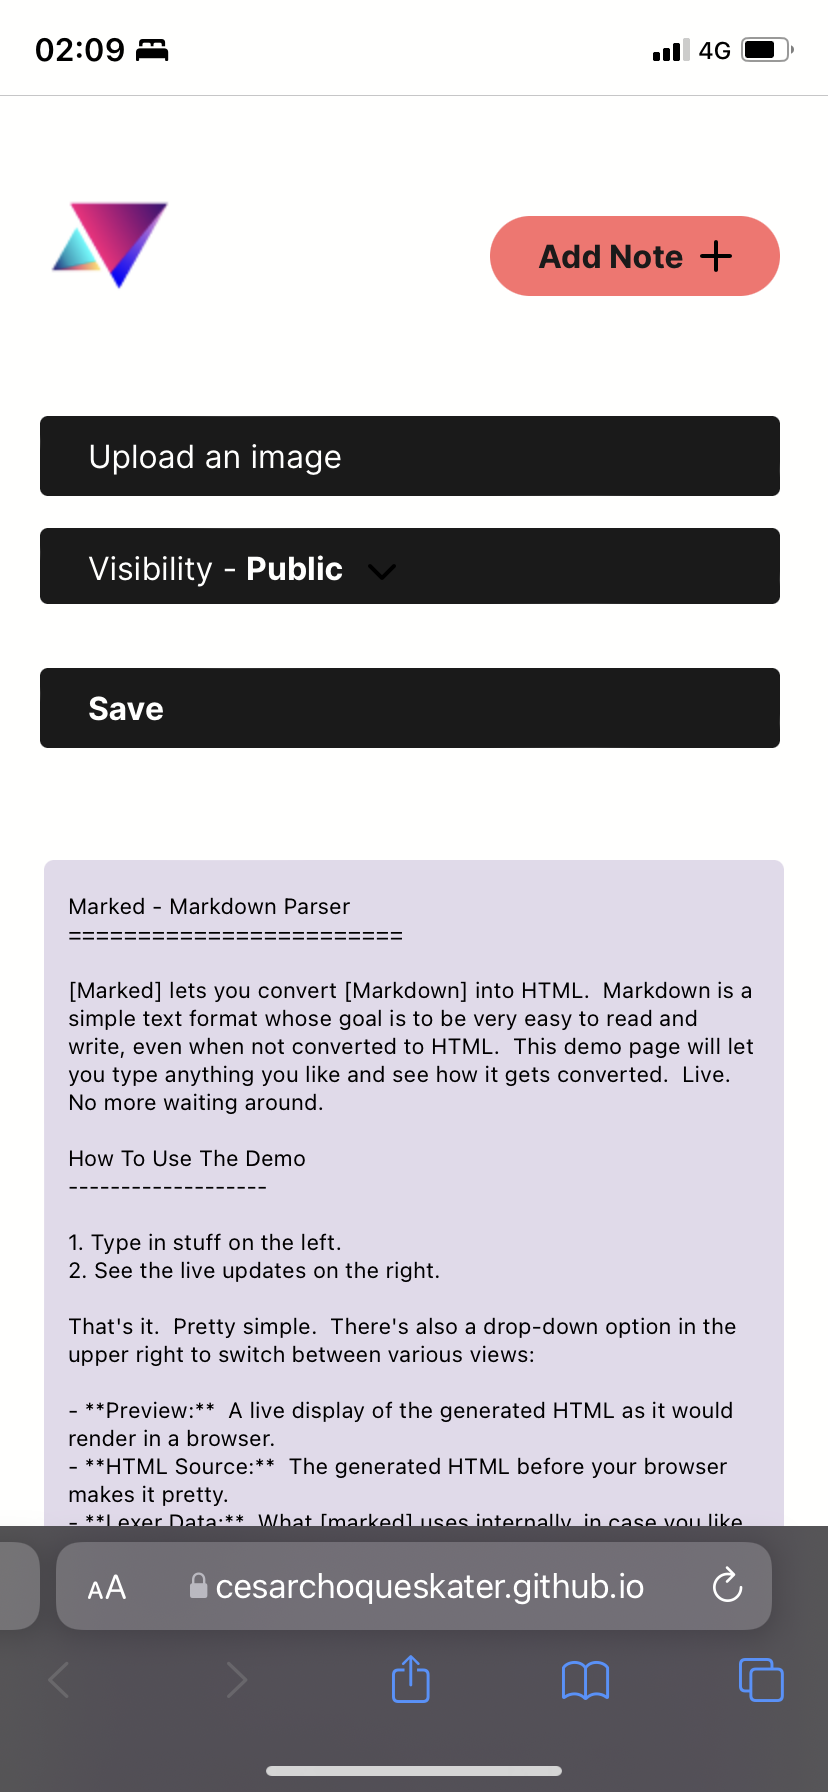 02:09
4G
Add Note +
Upload an image
Visibility - Public
Save
Marked - Markdown Parser
========================
[Marked] lets you convert [Markdown] into HTML.  Markdown is a
simple text format whose goal is to be very easy to read and
write, even when not converted to HTML.  This demo page will let
you type anything you like and see how it gets converted.  Live.
No more waiting around.
How To Use The Demo
-------------------
1. Type in stuff on the left.
2. See the live updates on the right.
That's it.  Pretty simple.  There's also a drop-down option in the
upper right to switch between various views:
- **Preview:**  A live display of the generated HTML as it would
render in a browser.
- **HTML Source:**  The generated HTML before your browser
makes it pretty.
- **Lexer Data:**  What [marked] uses internally, in case you like
AA
cesarchoqueskater.github.io